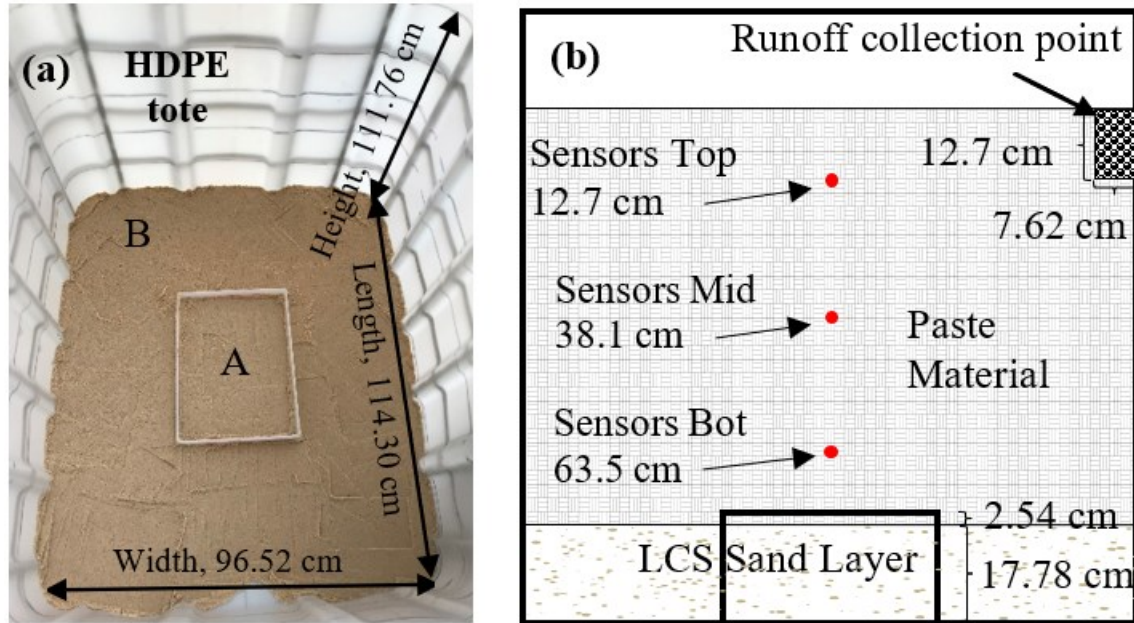 (a)
HDPE
tote
Height, 111.76 cm
B
A
Length, 114.30 cm
Width, 96.52 cm
(b)
Runoff collection point
Sensors Top
12.7 cm
12.7 cm
7.62 cm
Sensors Mid
38.1 cm
Paste
Material
Sensors Bot
63.5 cm
2.54 cm
LCS Sand Layer
17.78 cm